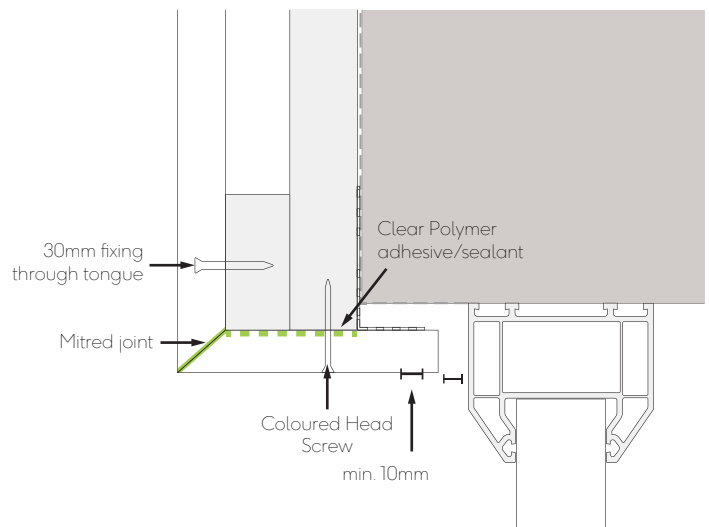 Clear Polymer
adhesive/sealant
30mm fixing
through tongue
Mitred joint
Coloured Head
Screw
min. 10mm